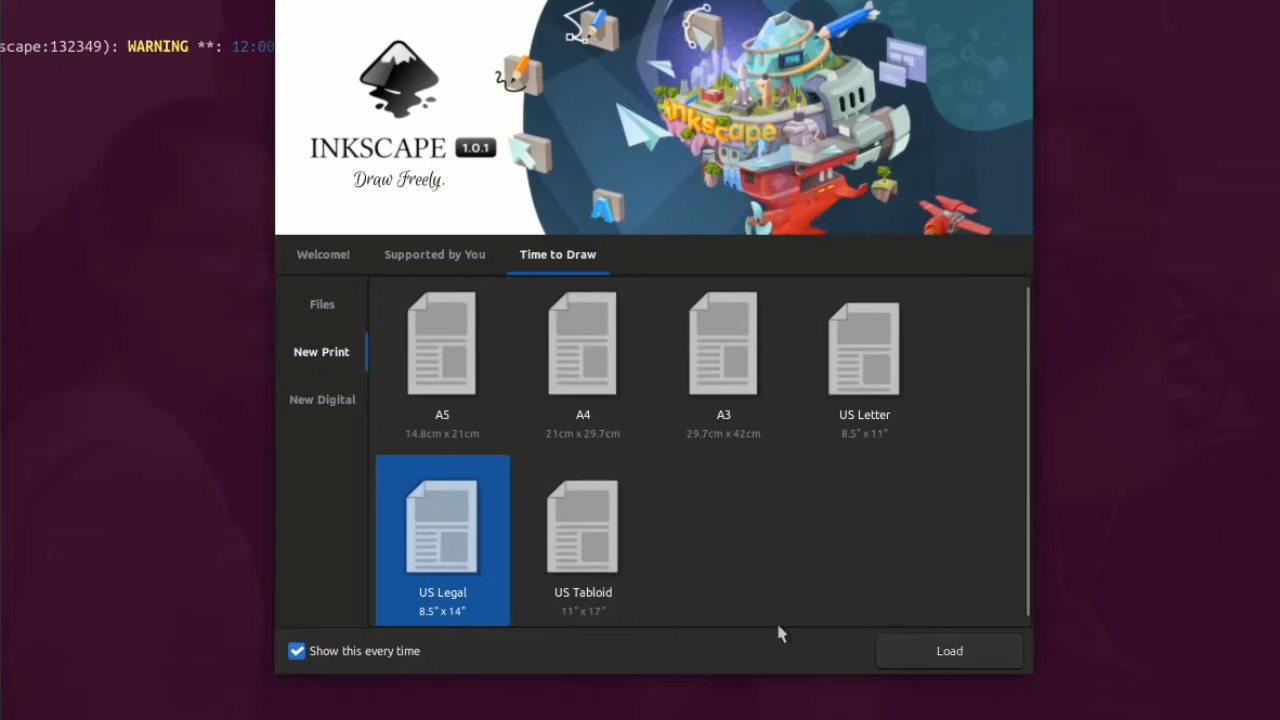 scape:132349): WARNING **: 12:00
INKSCAPE 1.0.1
Draw Freely.
SVG
inkscape
A
Welcome! Supported by You Time to Draw
Files
New Print
New Digital
A5 A4 A3 US Letter
14.8cm x 21cm 21cm x 29.7cm 29.7cm x 42cm 8.5" x 11"
US Legal US Tabloid
8.5" x 14" 11" x 17"
Show this every time Load